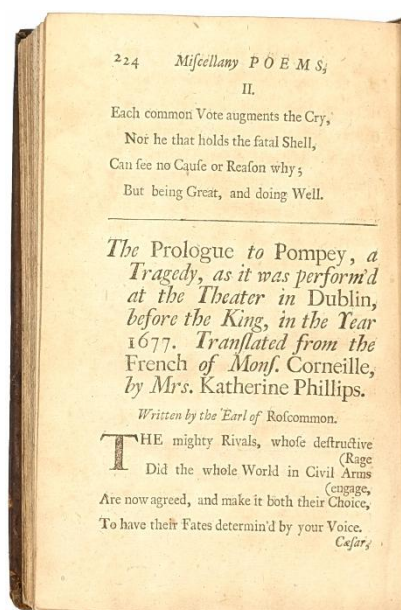 224 Miſcellany POEMS,
II.
Each common Vote augments the Cry,
Nor he that holds the fatal Shell,
Can ſee no Cauſe or Reaſon why;
But being Great, and doing Well.
The Prologue to Pompey, a
Tragedy, as it was perform'd
at the Theater in Dublin,
before the King, in the Year
1677. Tranſlated from the
French of Monſ. Corneille,
by Mrs. Katherine Phillips.
Written by the Earl of Roſcommon.
THE mighty Rivals, whoſe deſtructive
(Rage
Did the whole World in Civil Arms
(engage,
Are now agreed, and make it both their Choice,
To have their Fates determin'd by your Voice.
Cæſar,